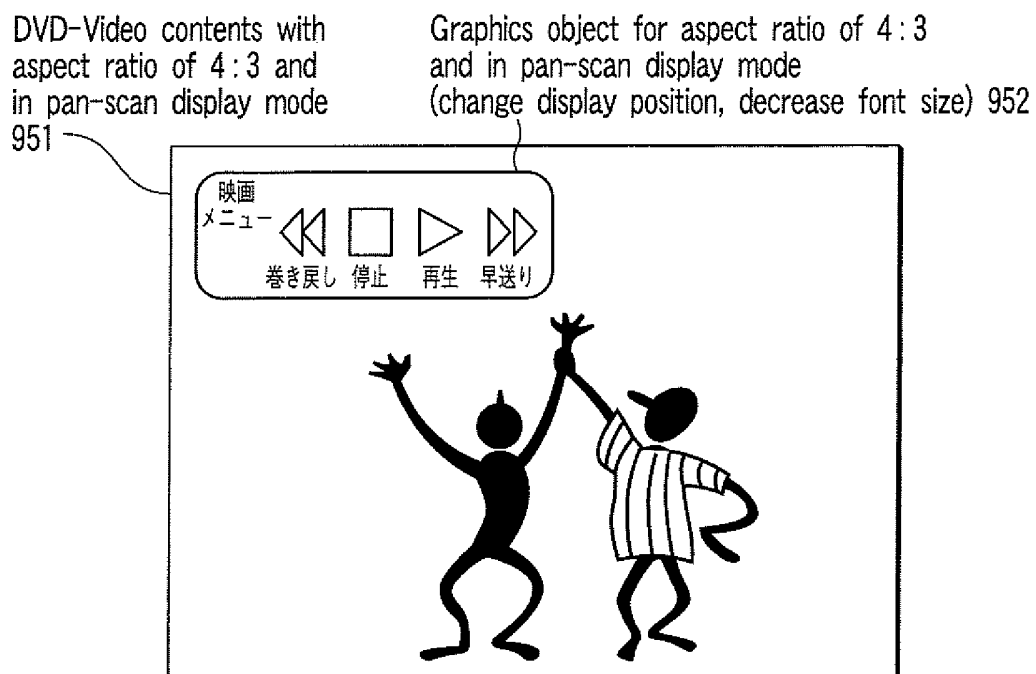 DVD-Video contents with
aspect ratio of 4:3 and
in pan-scan display mode
951
Graphics object for aspect ratio of 4:3
and in pan-scan display mode
(change display position, decrease font size) 952
映画
メニュー
巻き戻し 停止 再生 早送り